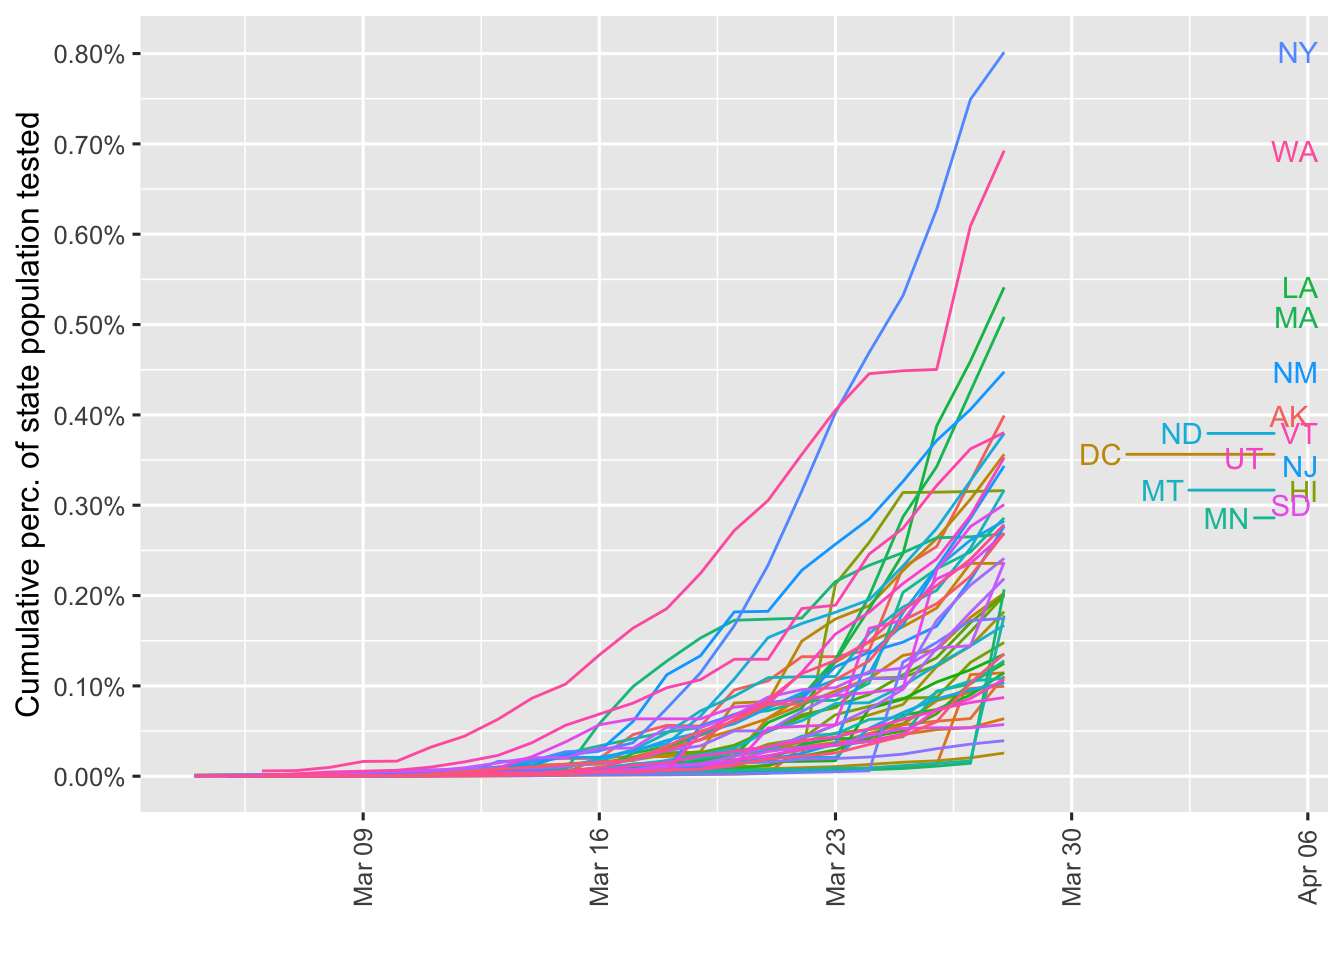 Cumulative perc. of state population tested
0.80%
0.70%
0.60%
0.50%
0.40%
0.30%
0.20%
0.10%
0.00%
NY
WA
LA
MA
NM
AK
ND
VT
DC
UT
NJ
MT
HI
SD
MN
Mar 09
Mar 16
Mar 23
Mar 30
Apr 06